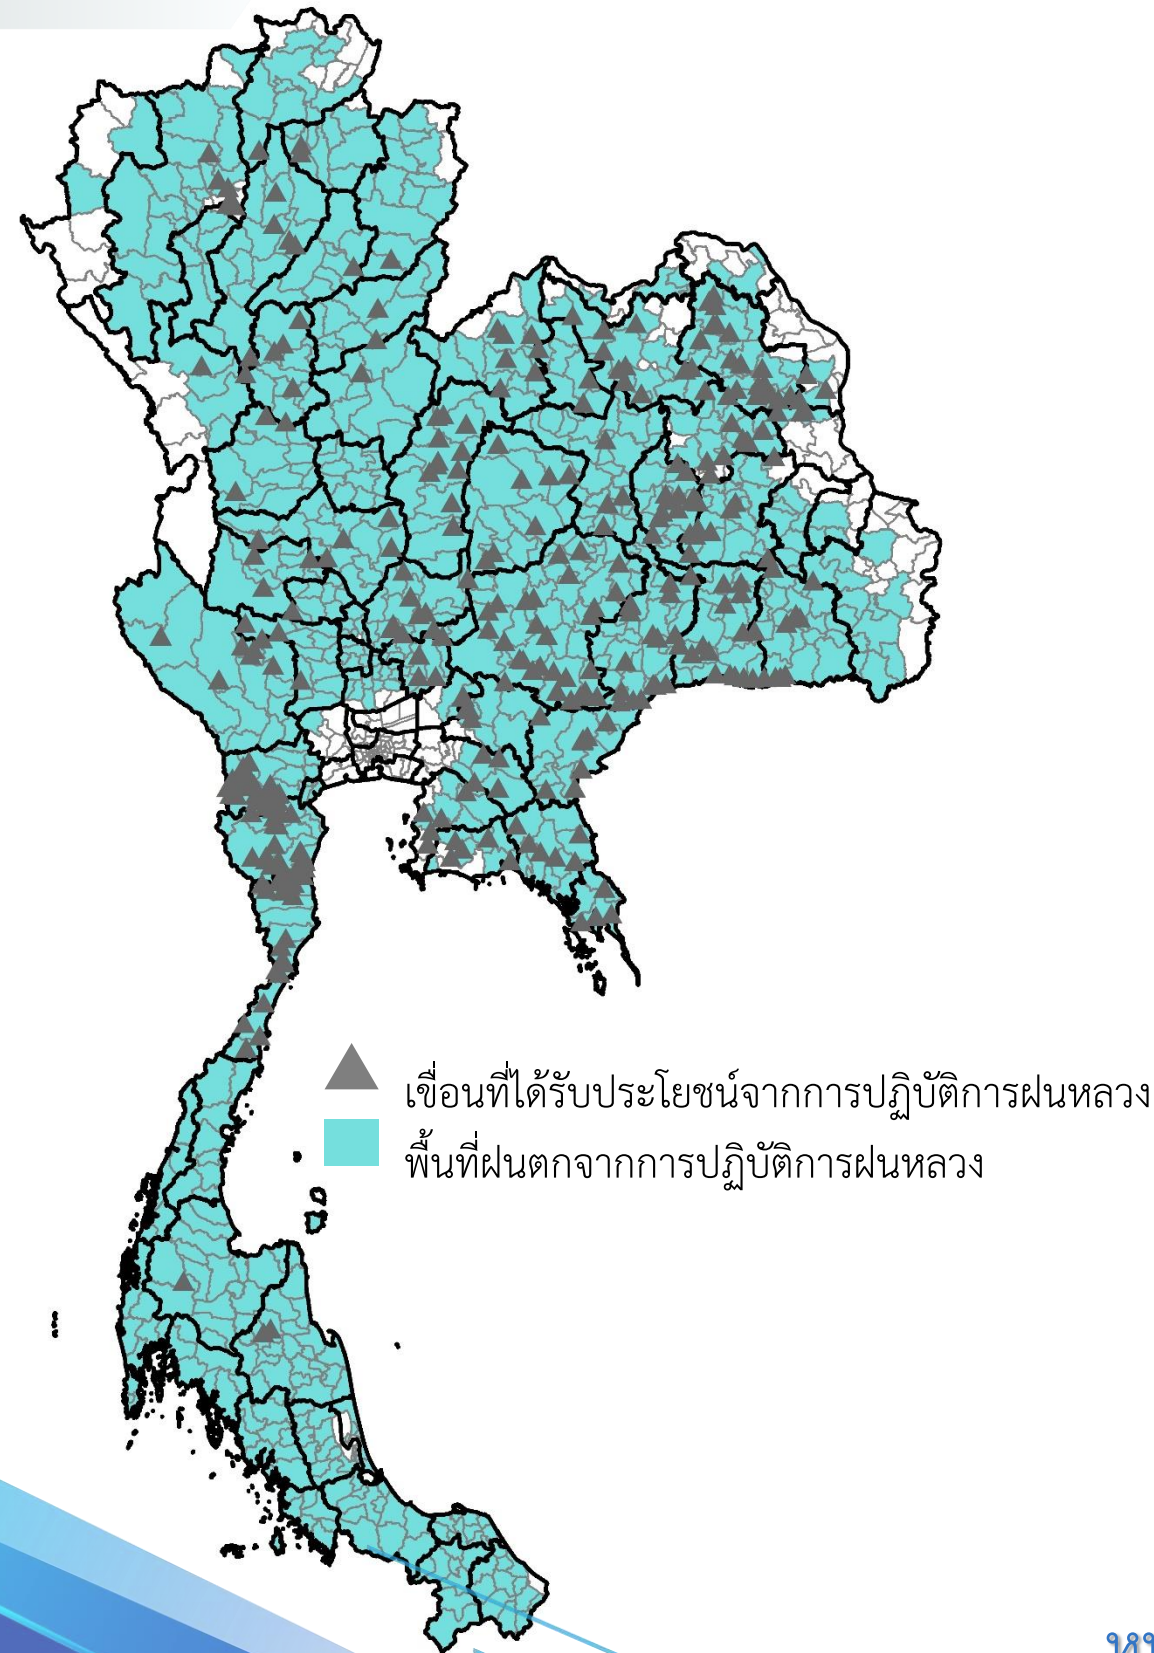 เขื่อนที่ได้รับประโยชน์จากการปฏิบัติการฝนหลวง
พื้นที่ฝนตกจากการปฏิบัติการฝนหลวง